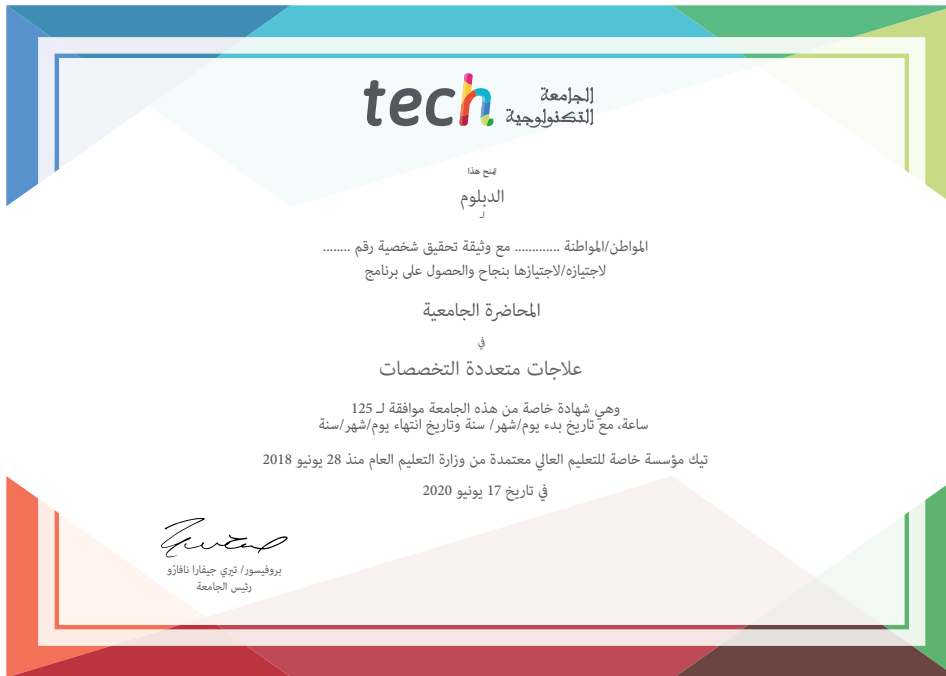 tech الجامعة
التكنولوجية
يمنح هذا
الدبلوم
لـ
المواطن/المواطنة ............. مع وثيقة تحقيق شخصية رقم ........
لاجتيازه/لاجتيازها بنجاح والحصول على برنامج
المحاضرة الجامعية
في
علاجات متعددة التخصصات
وهي شهادة خاصة من هذه الجامعة موافقة لـ 125
ساعة، مع تاريخ بدء يوم/شهر/ سنة وتاريخ انتهاء يوم/شهر/سنة
تيك مؤسسة خاصة للتعليم العالي معتمدة من وزارة التعليم العام منذ 28 يونيو 2018
في تاريخ 17 يونيو 2020
بروفيسور/ تيري جيفارا نافارّو
رئيس الجامعة